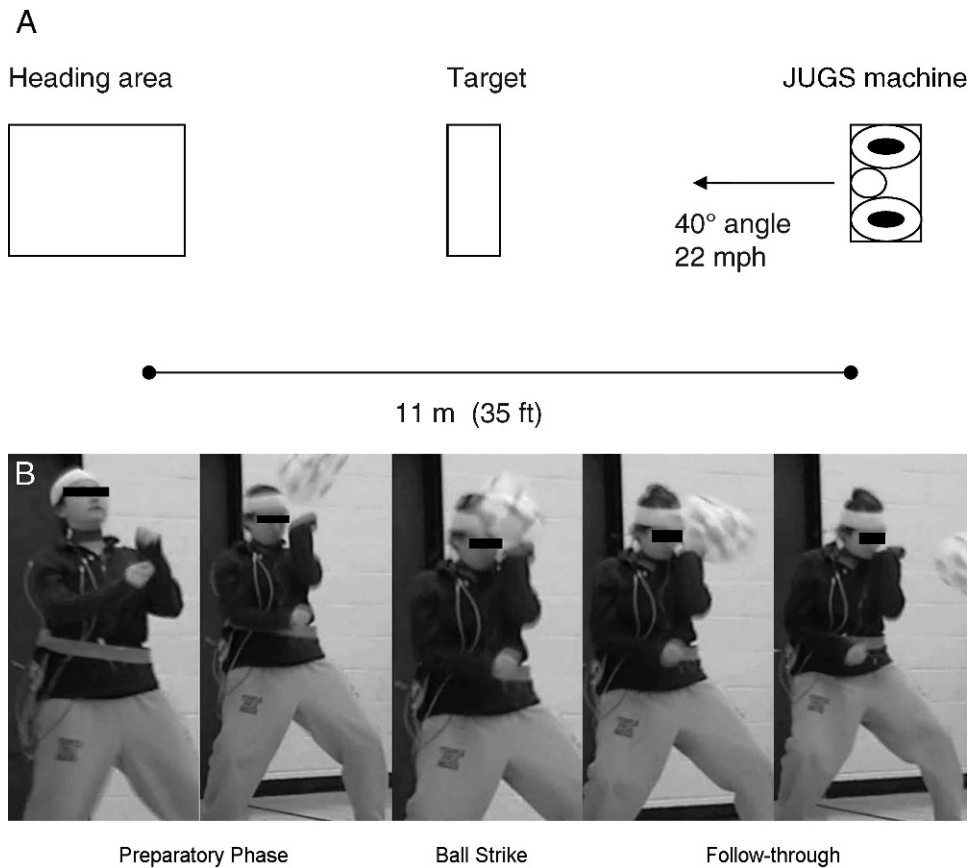 A
Heading area
Target
JUGS machine
40° angle
22 mph
11 m (35 ft)
B
Preparatory Phase
Ball Strike
Follow-through